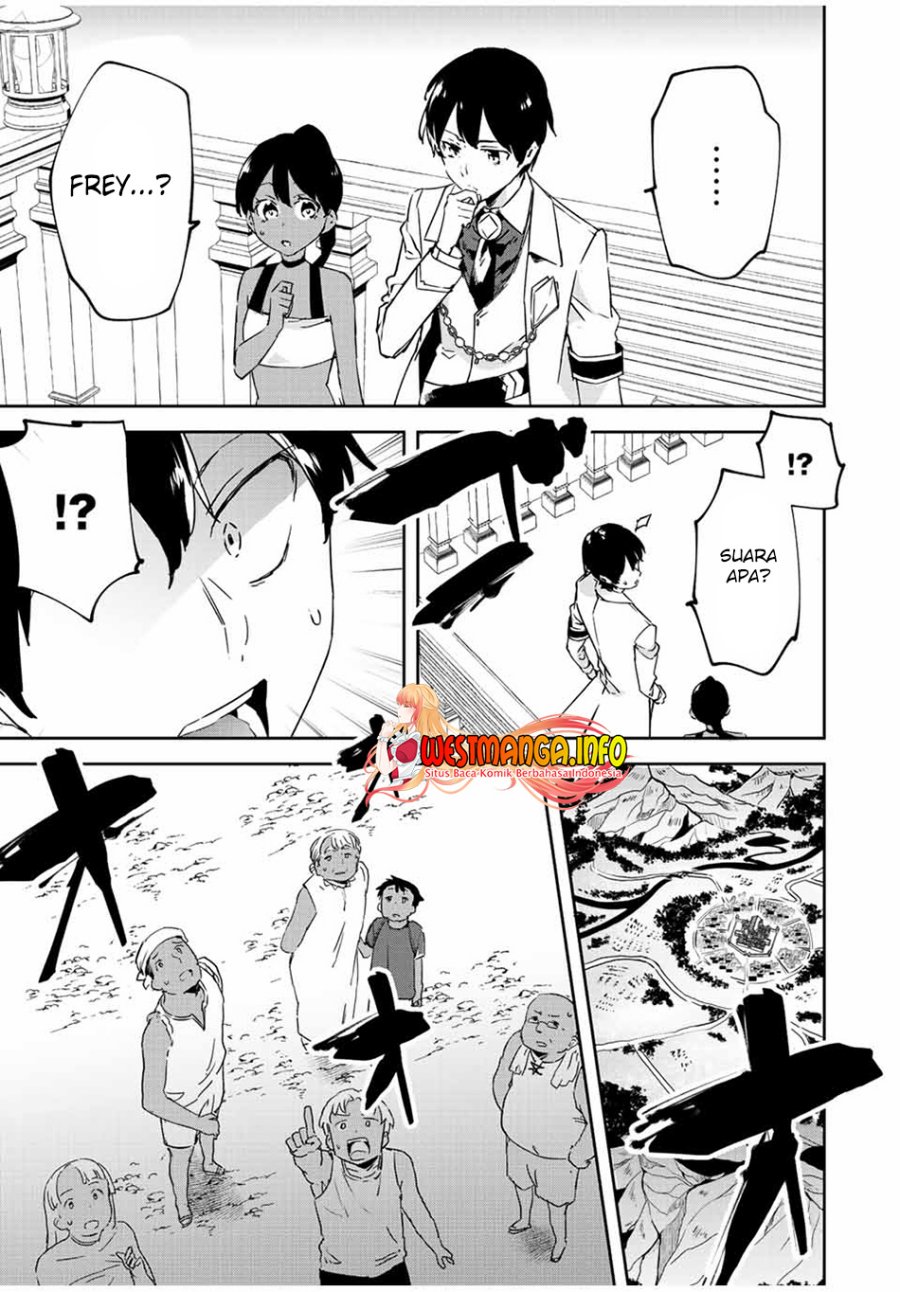 ......
FREY...?
!?
SUARA
APA?
!?
WESTMANGA.INFO
Situs Baca Komik Berbahasa Indonesia